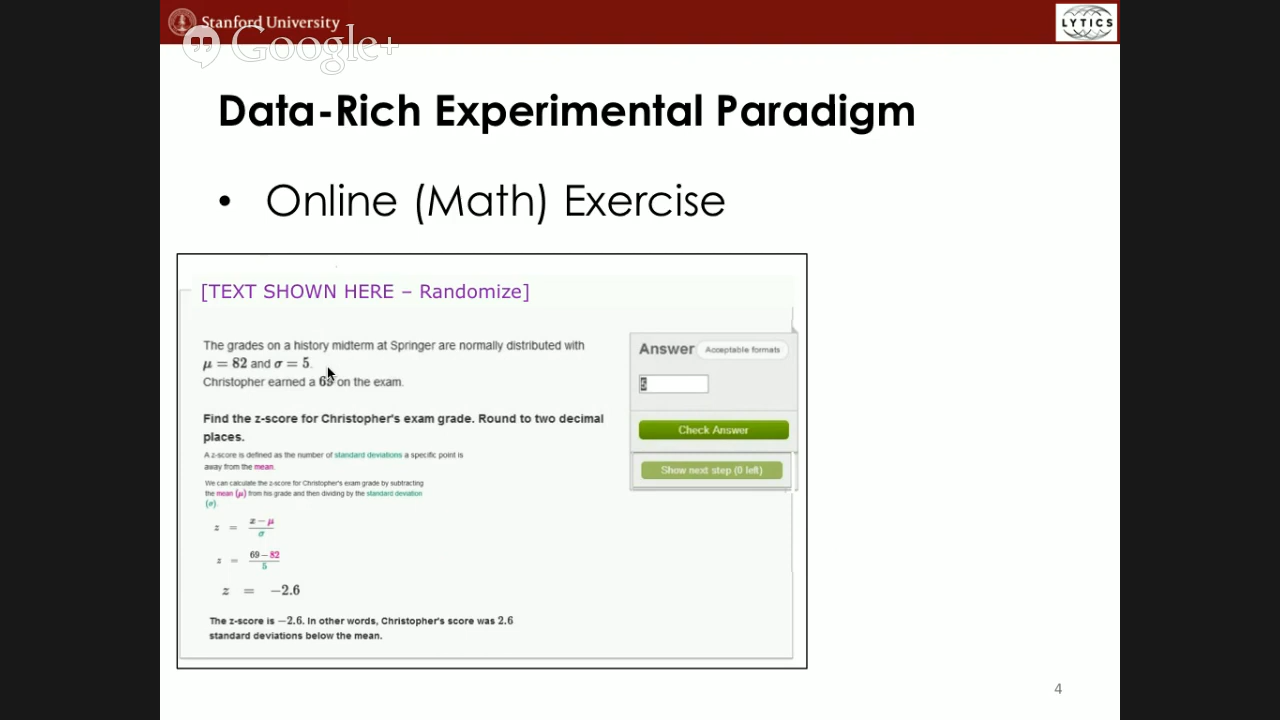 Stanford University
LYTICS
Google+
Data-Rich Experimental Paradigm
• Online (Math) Exercise
[TEXT SHOWN HERE – Randomize]
The grades on a history midterm at Springer are normally distributed with
μ = 82 and σ = 5.
Christopher earned a 69 on the exam.
Find the z-score for Christopher's exam grade. Round to two decimal
places.
A z-score is defined as the number of standard deviations a specific point is
away from the mean.
We can calculate the z-score for Christopher's exam grade by subtracting
the mean (μ) from his grade and then dividing by the standard deviation
(σ).
z = x − μ / σ
z = 69 − 82 / 5
z = −2.6
The z-score is −2.6. In other words, Christopher's score was 2.6
standard deviations below the mean.
Answer
Acceptable formats
Check Answer
Show next step (0 left)
4